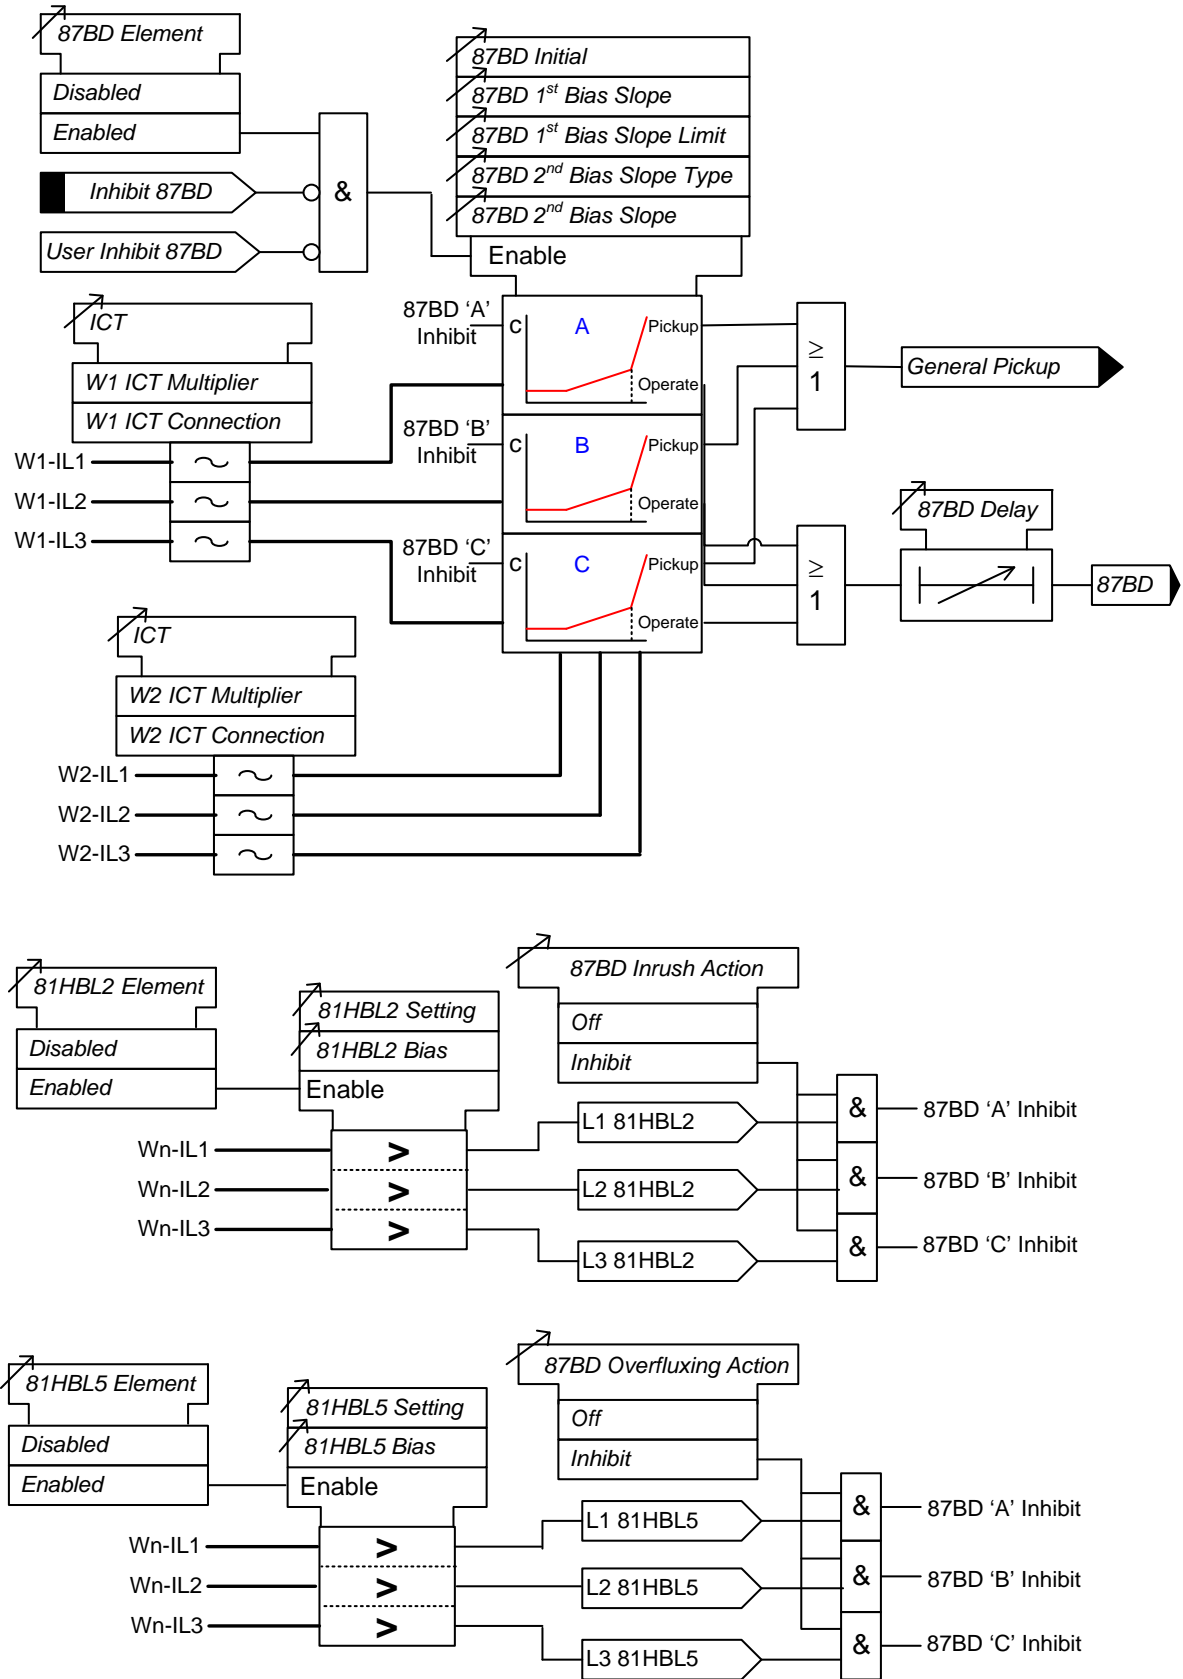 87BD Element
Disabled
Enabled
Inhibit 87BD
User Inhibit 87BD
&
87BD Initial
87BD 1st Bias Slope
87BD 1st Bias Slope Limit
87BD 2nd Bias Slope Type
87BD 2nd Bias Slope
Enable
ICT
W1 ICT Multiplier
W1 ICT Connection
W1-IL1
W1-IL2
W1-IL3
87BD ‘A’
Inhibit
c
A
Pickup
Operate
87BD ‘B’
Inhibit
c
B
Pickup
Operate
87BD ‘C’
Inhibit
c
C
Pickup
Operate
≥
1
General Pickup
≥
1
87BD Delay
87BD
ICT
W2 ICT Multiplier
W2 ICT Connection
W2-IL1
W2-IL2
W2-IL3
81HBL2 Element
Disabled
Enabled
81HBL2 Setting
81HBL2 Bias
Enable
87BD Inrush Action
Off
Inhibit
Wn-IL1
>
Wn-IL2
>
Wn-IL3
>
L1 81HBL2
L2 81HBL2
L3 81HBL2
&
87BD ‘A’ Inhibit
&
87BD ‘B’ Inhibit
&
87BD ‘C’ Inhibit
81HBL5 Element
Disabled
Enabled
81HBL5 Setting
81HBL5 Bias
Enable
87BD Overfluxing Action
Off
Inhibit
Wn-IL1
>
Wn-IL2
>
Wn-IL3
>
L1 81HBL5
L2 81HBL5
L3 81HBL5
&
87BD ‘A’ Inhibit
&
87BD ‘B’ Inhibit
&
87BD ‘C’ Inhibit